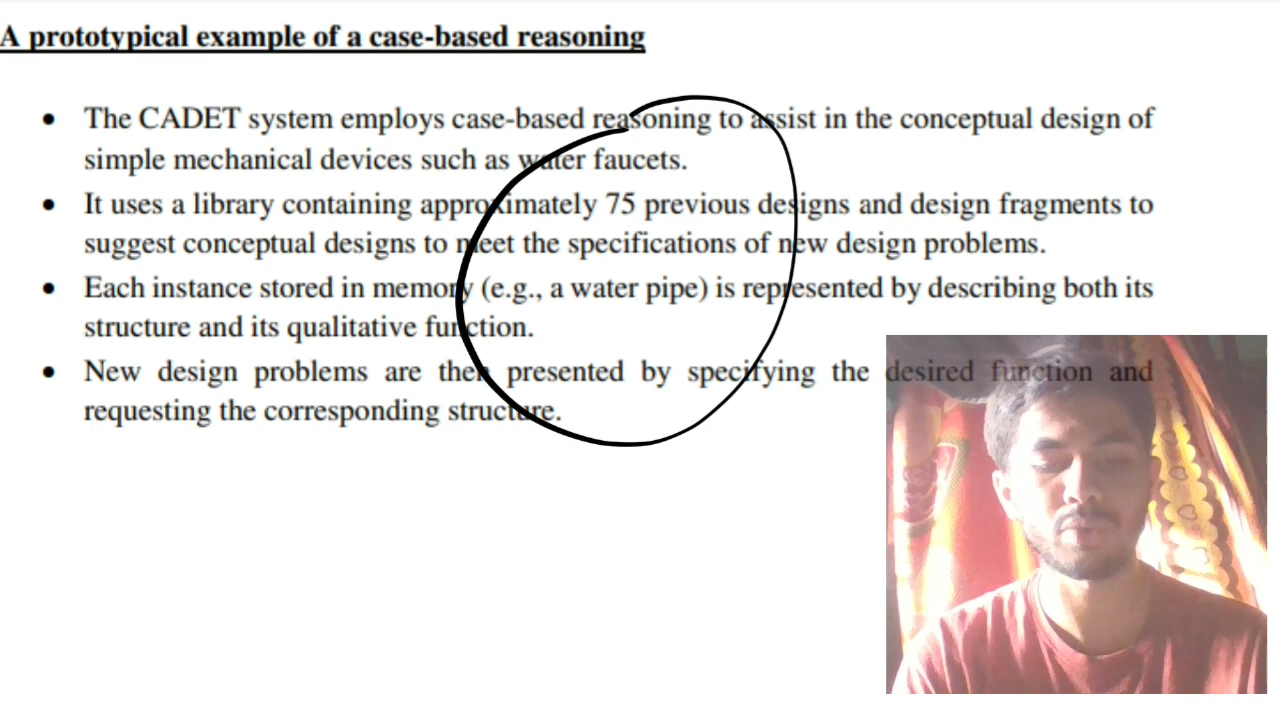 A prototypical example of a case-based reasoning
• The CADET system employs case-based reasoning to assist in the conceptual design of
simple mechanical devices such as water faucets.
• It uses a library containing approximately 75 previous designs and design fragments to
suggest conceptual designs to meet the specifications of new design problems.
• Each instance stored in memory (e.g., a water pipe) is represented by describing both its
structure and its qualitative function.
• New design problems are then presented by specifying the desired function and
requesting the corresponding structure.